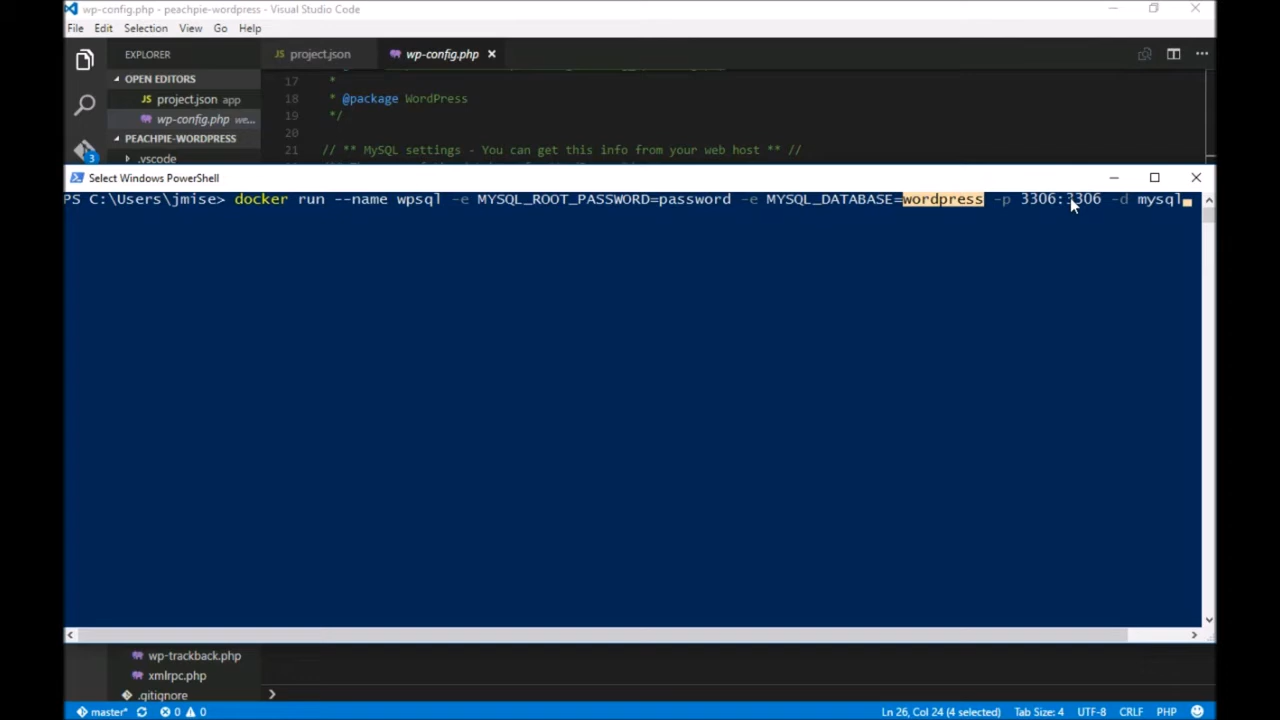 wp-config.php - peachpie-wordpress - Visual Studio Code
File Edit Selection View Go Help
EXPLORER
JS project.json
wp-config.php
OPEN EDITORS
JS project.json app
wp-config.php we...
PEACHPIE-WORDPRESS
.vscode
3
17 *
18 * @package WordPress
19 */
20
21 // ** MySQL settings - You can get this info from your web host ** //
Select Windows PowerShell
PS C:\Users\jmise> docker run --name wpsql -e MYSQL_ROOT_PASSWORD=password -e MYSQL_DATABASE=wordpress -p 3306:3306 -d mysql
wp-trackback.php
xmlrpc.php
.gitignore
master* 0 0 Ln 26, Col 24 (4 selected) Tab Size: 4 UTF-8 CRLF PHP